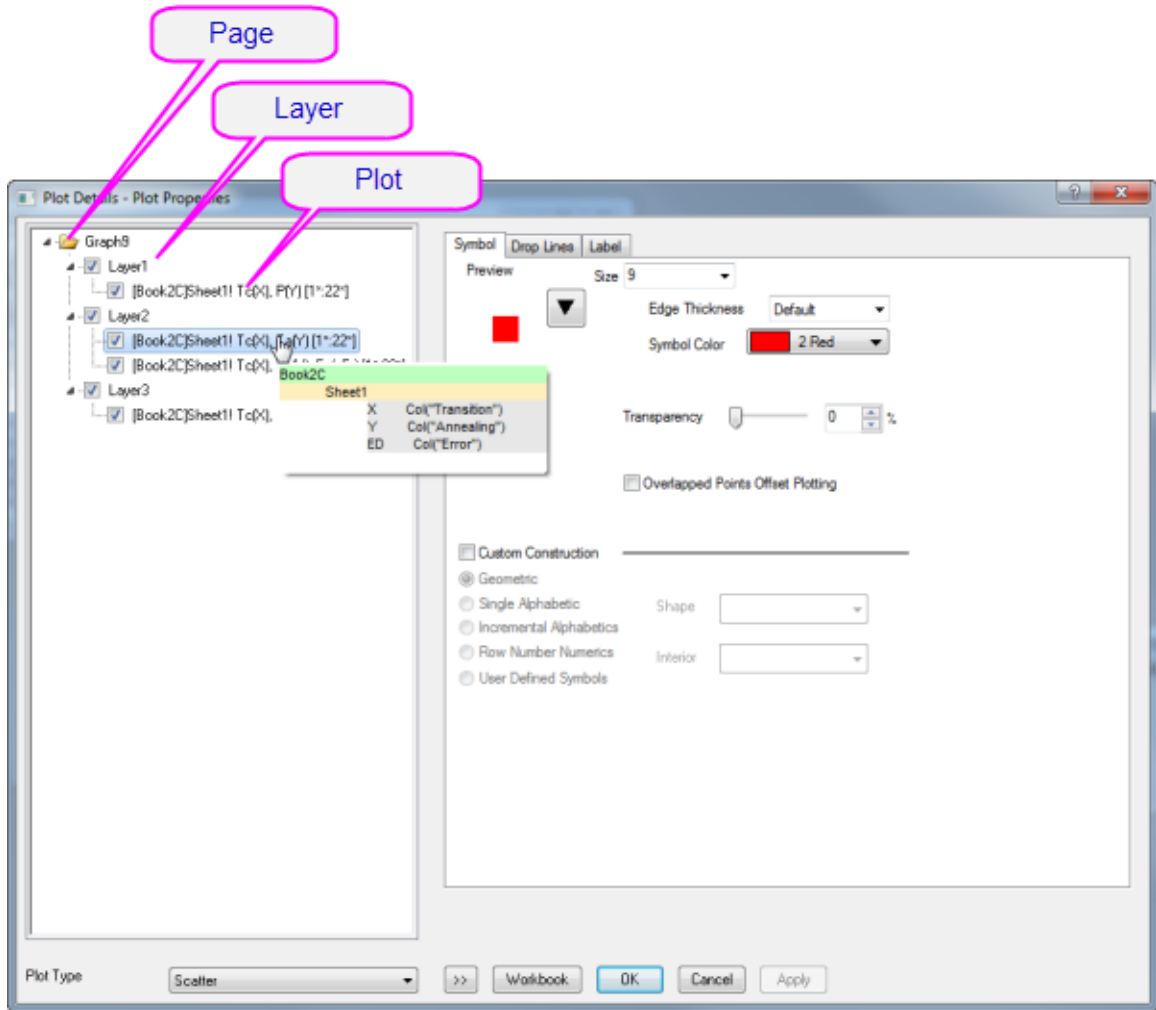 Page
Layer
Plot
Plot Details - Plot Properties
Graph9
Layer1
[Book2C]Sheet1! Tc(X), P(Y) [1*:22*]
Layer2
[Book2C]Sheet1! Tc(X), Ta(Y) [1*:22*]
[Book2C]Sheet1! Tc(X),
Layer3
[Book2C]Sheet1! Tc(X),
Book2C
Sheet1
X Col("Transition")
Y Col("Annealing")
ED Col("Error")
Symbol Drop Lines Label
Preview Size 9
Edge Thickness Default
Symbol Color 2 Red
Transparency 0 %
Overlapped Points Offset Plotting
Custom Construction
Geometric
Single Alphabetic Shape
Incremental Alphabetics
Row Number Numerics Interior
User Defined Symbols
Plot Type Scatter >> Workbook OK Cancel Apply